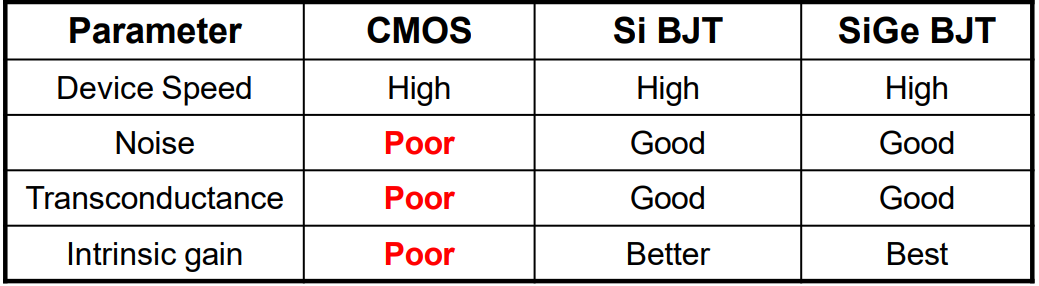 Parameter CMOS Si BJT SiGe BJT
Device Speed High High High
Noise Poor Good Good
Transconductance Poor Good Good
Intrinsic gain Poor Better Best